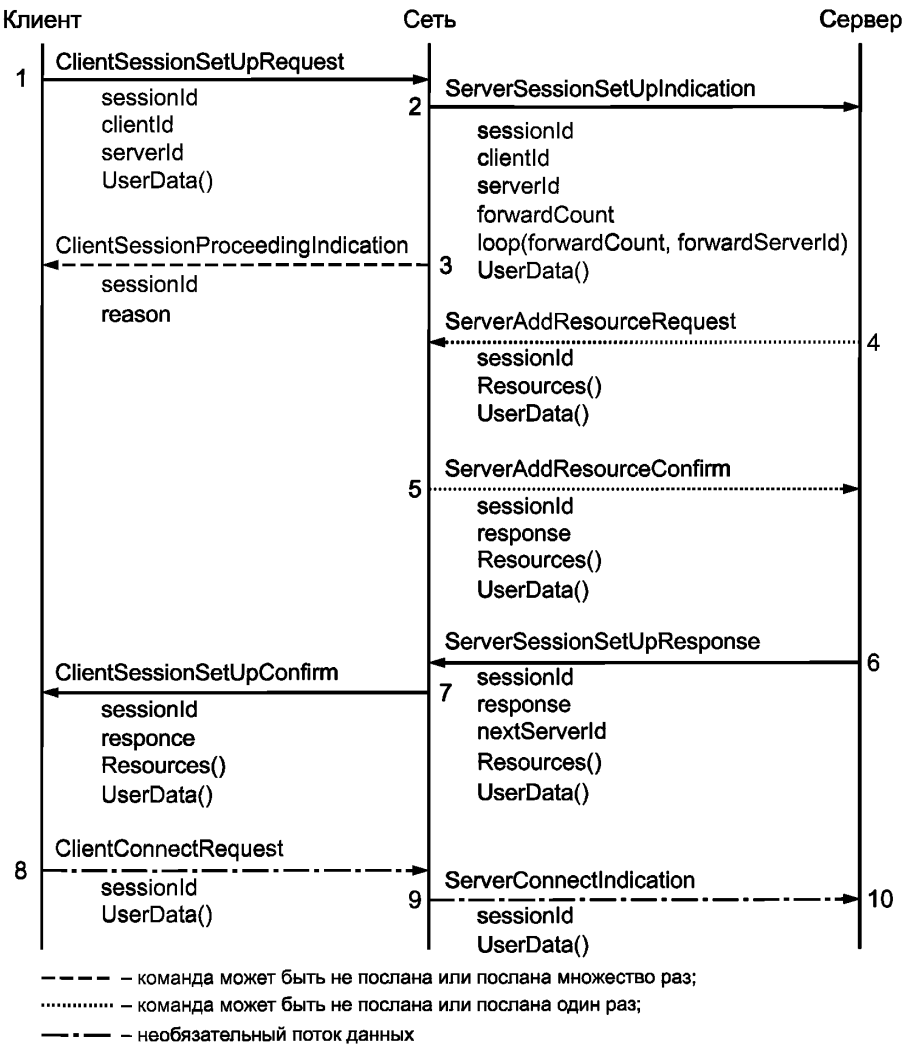 Клиент
Сеть
Сервер
1
ClientSessionSetUpRequest
sessionId
clientId
serverId
UserData()
2
ServerSessionSetUpIndication
sessionId
clientId
serverId
forwardCount
loop(forwardCount, forwardServerId)
UserData()
ClientSessionProceedingIndication
3
sessionId
reason
ServerAddResourceRequest
4
sessionId
Resources()
UserData()
ServerAddResourceConfirm
5
sessionId
response
Resources()
UserData()
ServerSessionSetUpResponse
6
sessionId
response
nextServerId
Resources()
UserData()
ClientSessionSetUpConfirm
7
sessionId
responce
Resources()
UserData()
ClientConnectRequest
8
sessionId
UserData()
ServerConnectIndication
9
10
sessionId
UserData()
– команда может быть не послана или послана множество раз;
– команда может быть не послана или послана один раз;
– необязательный поток данных